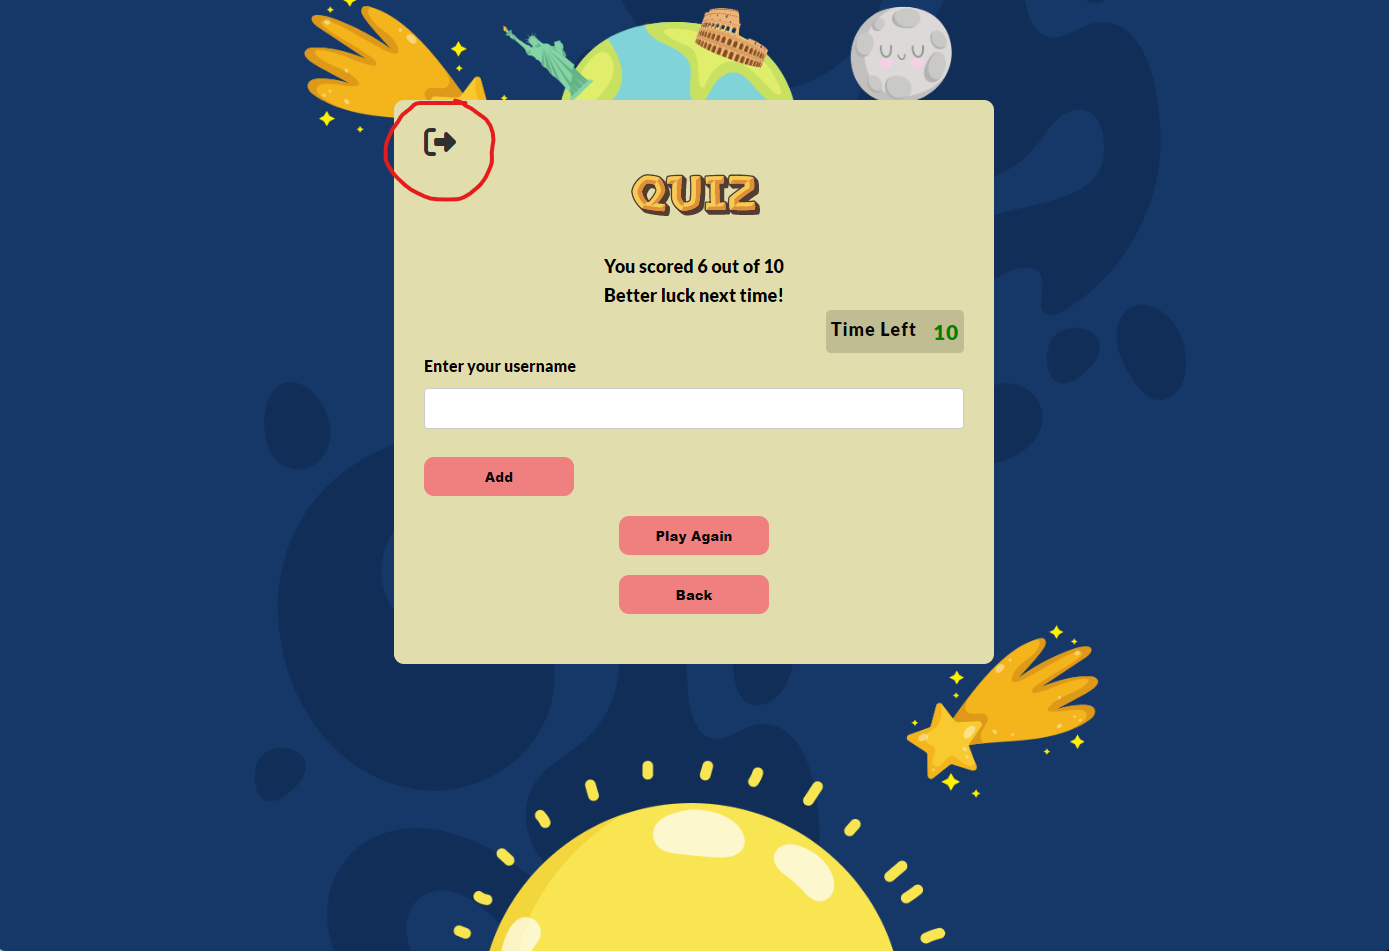 QUIZ
You scored 6 out of 10
Better luck next time!
Time Left 10
Enter your username
Add
Play Again
Back